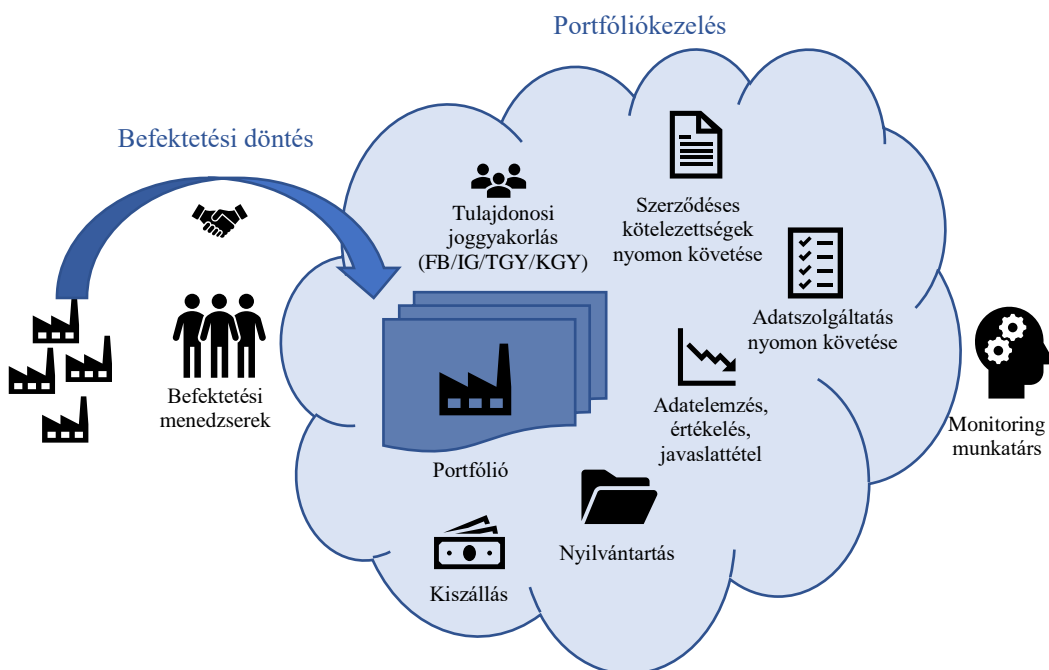 Portfóliókezelés
Befektetési döntés
Tulajdonosi
joggyakorlás
(FB/IG/TGY/KGY)
Szerződéses
kötelezettségek
nyomon követése
Adatszolgáltatás
nyomon követése
Befektetési
menedzserek
Portfólió
Adatelemzés,
értékelés,
javaslattétel
Monitoring
munkatárs
Nyilvántartás
Kiszállás